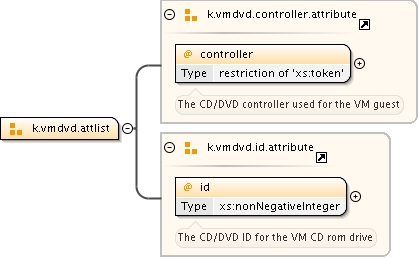 k.vmdvd.controller.attribute
@ controller
Type restriction of 'xs:token'
The CD/DVD controller used for the VM guest
k.vmdvd.attlist
k.vmdvd.id.attribute
@ id
Type xs:nonNegativeInteger
The CD/DVD ID for the VM CD rom drive